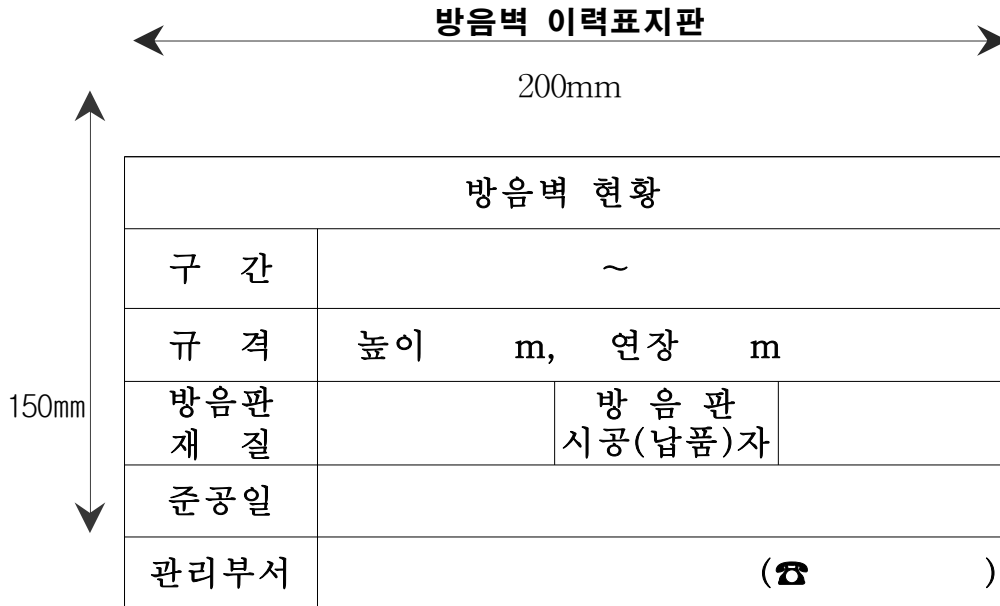 방음벽 이력표지판
200mm
방음벽 현황
구 간 ~
규 격 높이 m, 연장 m
150mm
방음판 재 질 방 음 판 시공(납품)자
준공일
관리부서 (☎ )